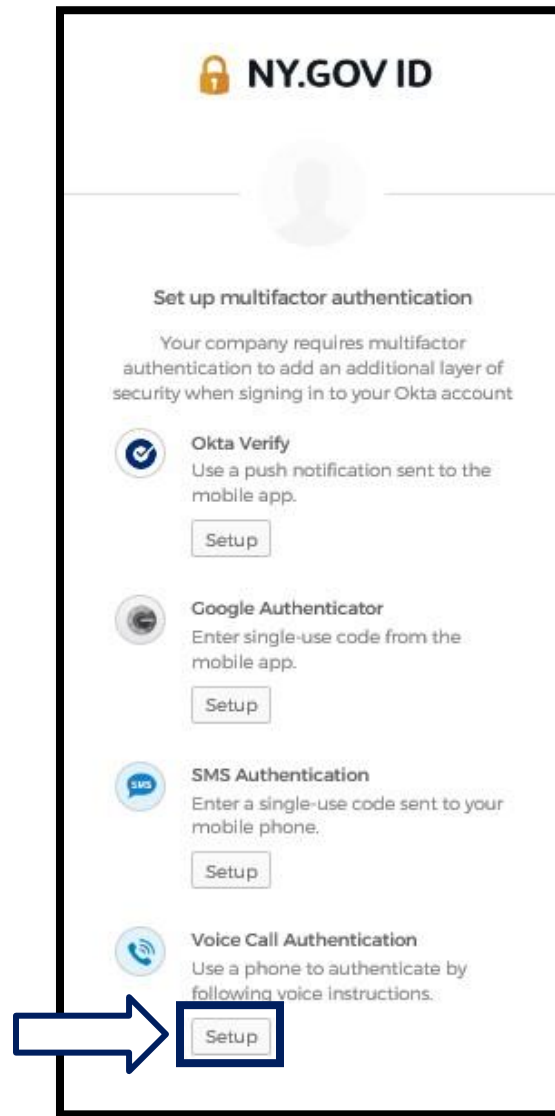 NY.GOV ID
Set up multifactor authentication
Your company requires multifactor
authentication to add an additional layer of
security when signing in to your Okta account
Okta Verify
Use a push notification sent to the
mobile app.
Setup
Google Authenticator
Enter single-use code from the
mobile app.
Setup
SMS
SMS Authentication
Enter a single-use code sent to your
mobile phone.
Setup
Voice Call Authentication
Use a phone to authenticate by
following voice instructions.
Setup